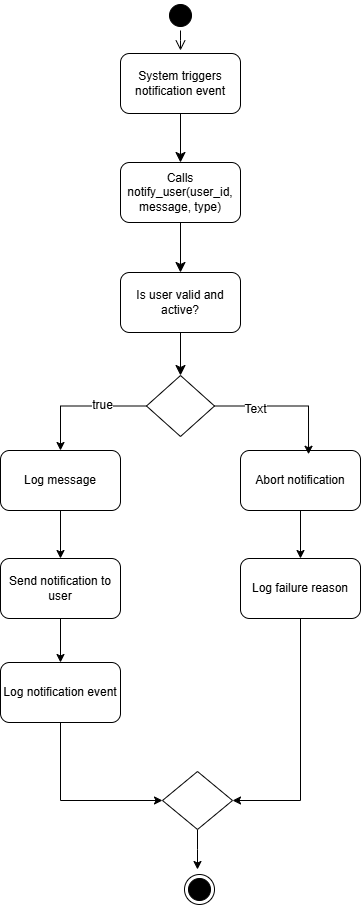 System triggers
notification event
Calls
notify_user(user_id,
message, type)
Is user valid and
active?
true
Text
Log message
Abort notification
Send notification to
user
Log failure reason
Log notification event